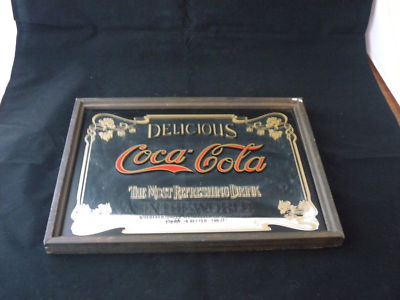 DELICIOUS
Coca-Cola
THE MOST REFRESHING DRINK
IN THE WORLD